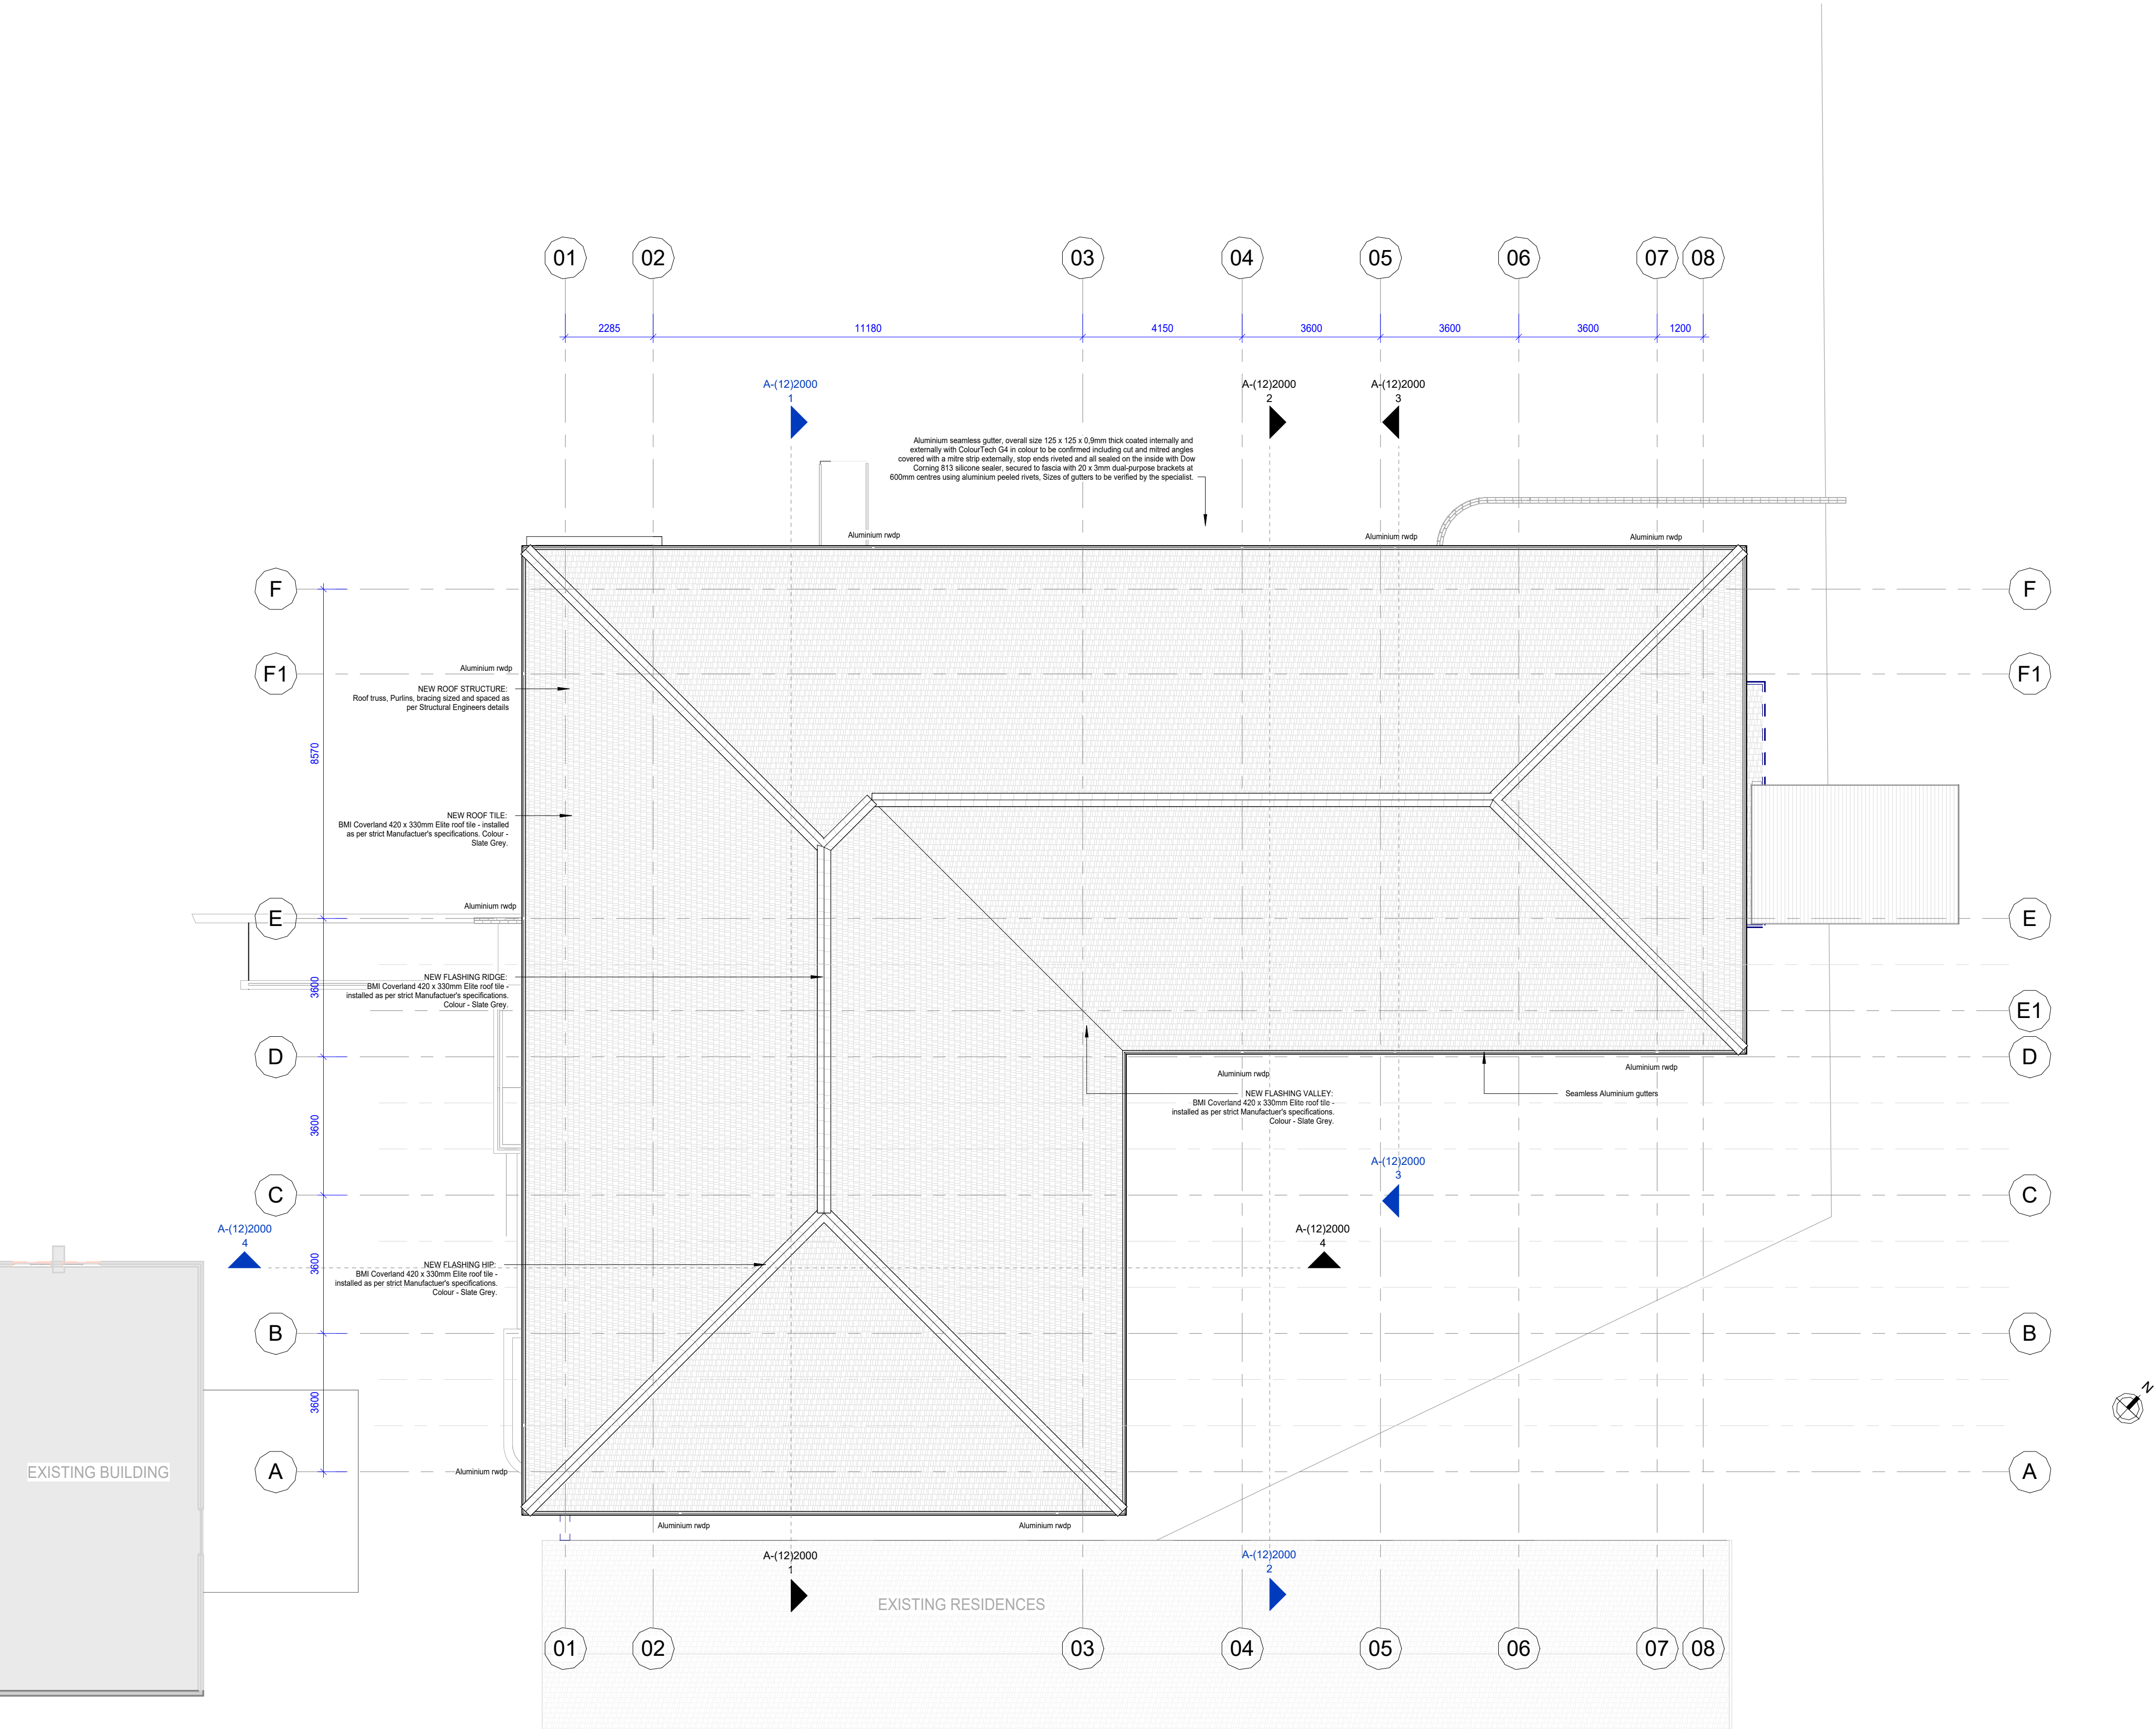 01 02 03 04 05 06 07 08
2285 11180 4150 3600 3600 3600 1200
A-(12)2000
1
A-(12)2000
2
A-(12)2000
3
Aluminium seamless gutter, overall size 125 x 125 x 0,9mm thick coated internally and
externally with ColourTech G4 in colour to be confirmed including cut and mitred angles
covered with a mitre strip externally, stop ends riveted and all sealed on the inside with Dow
Corning 813 silicone sealer, secured to fascia with 20 x 3mm dual-purpose brackets at
600mm centres using aluminium peeled rivets, Sizes of gutters to be verified by the specialist.
Aluminium rwdp
Aluminium rwdp
Aluminium rwdp
F
F
F1
F1
Aluminium rwdp
NEW ROOF STRUCTURE:
Roof truss, Purlins, bracing sized and spaced as
per Structural Engineers details
8570
NEW ROOF TILE:
BMI Coverland 420 x 330mm Elite roof tile - installed
as per strict Manufactuer's specifications. Colour -
Slate Grey.
Aluminium rwdp
E
E
3600
NEW FLASHING RIDGE:
BMI Coverland 420 x 330mm Elite roof tile -
installed as per strict Manufactuer's specifications.
Colour - Slate Grey.
E1
D
D
Aluminium rwdp
Aluminium rwdp
NEW FLASHING VALLEY:
BMI Coverland 420 x 330mm Elite roof tile -
installed as per strict Manufactuer's specifications.
Colour - Slate Grey.
Seamless Aluminium gutters
3600
A-(12)2000
3
C
C
A-(12)2000
4
A-(12)2000
4
3600
NEW FLASHING HIP:
BMI Coverland 420 x 330mm Elite roof tile -
installed as per strict Manufactuer's specifications.
Colour - Slate Grey.
B
B
3600
N
EXISTING BUILDING
A
A
Aluminium rwdp
Aluminium rwdp
Aluminium rwdp
A-(12)2000
1
A-(12)2000
2
EXISTING RESIDENCES
01 02 03 04 05 06 07 08